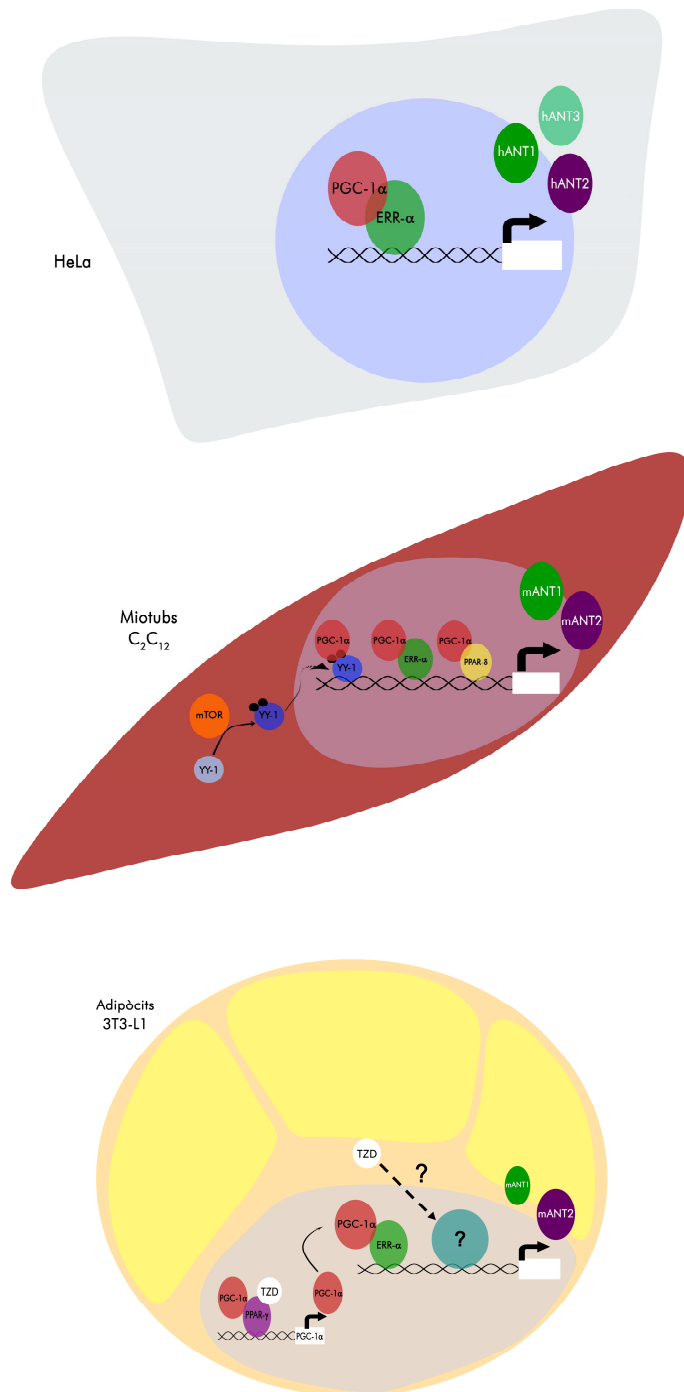 hANT3
hANT1
hANT2
PGC-1α
ERR-α
HeLa
mANT1
mANT2
Miotubs
C₂C₁₂
PGC-1α
PGC-1α
PGC-1α
YY-1
ERR-α
PPAR δ
mTOR
YY-1
YY-1
Adipòcits
3T3-L1
TZD
?
mANT1
mANT2
PGC-1α
ERR-α
?
TZD
PGC-1α
PGC-1α
PPAR-γ
PGC-1α